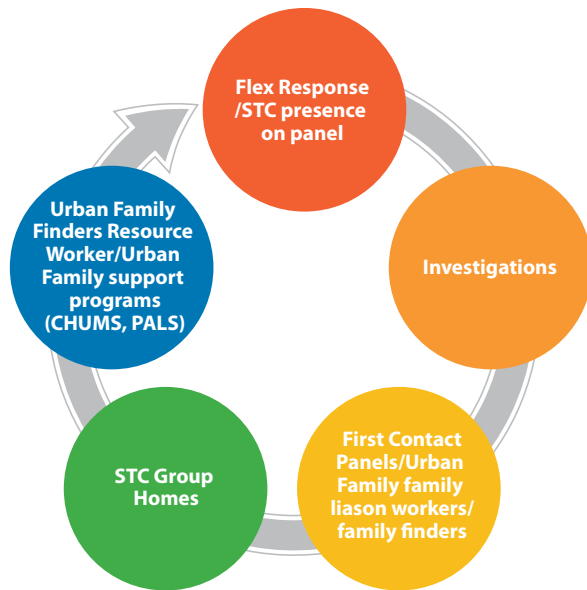 Flex Response
/STC presence
on panel
Investigations
First Contact
Panels/Urban
Family family
liason workers/
family finders
STC Group
Homes
Urban Family
Finders Resource
Worker/Urban
Family support
programs
(CHUMS, PALS)